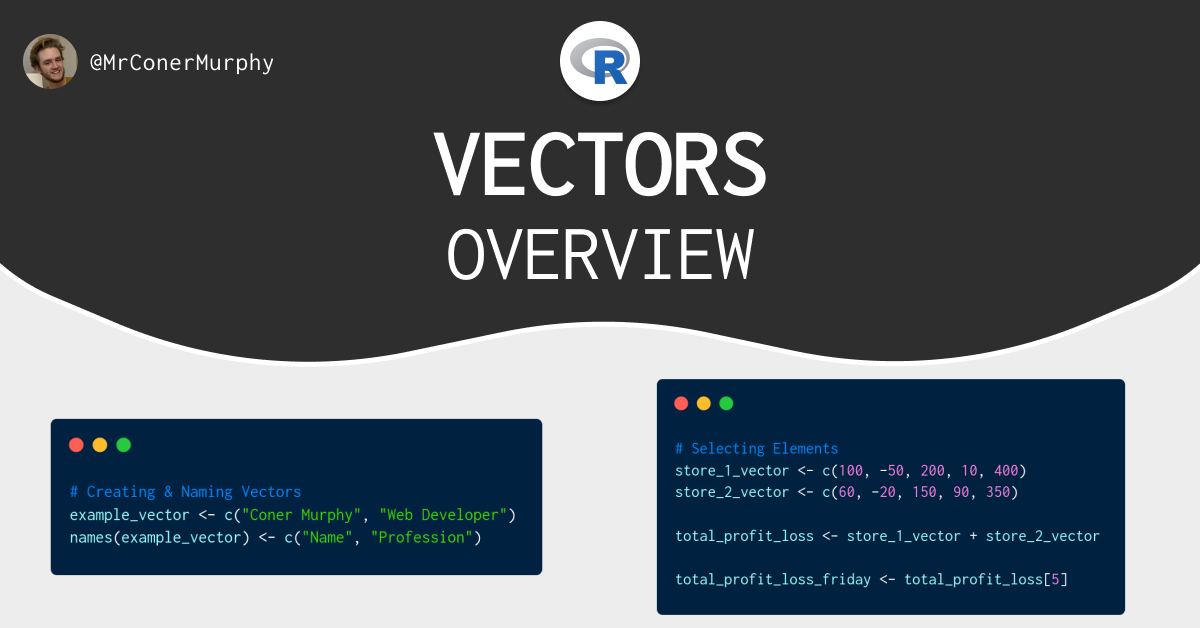 @MrConerMurphy
R
VECTORS
OVERVIEW
# Creating & Naming Vectors
example_vector <- c("Coner Murphy", "Web Developer")
names(example_vector) <- c("Name", "Profession")
# Selecting Elements
store_1_vector <- c(100, -50, 200, 10, 400)
store_2_vector <- c(60, -20, 150, 90, 350)
total_profit_loss <- store_1_vector + store_2_vector
total_profit_loss_friday <- total_profit_loss[5]